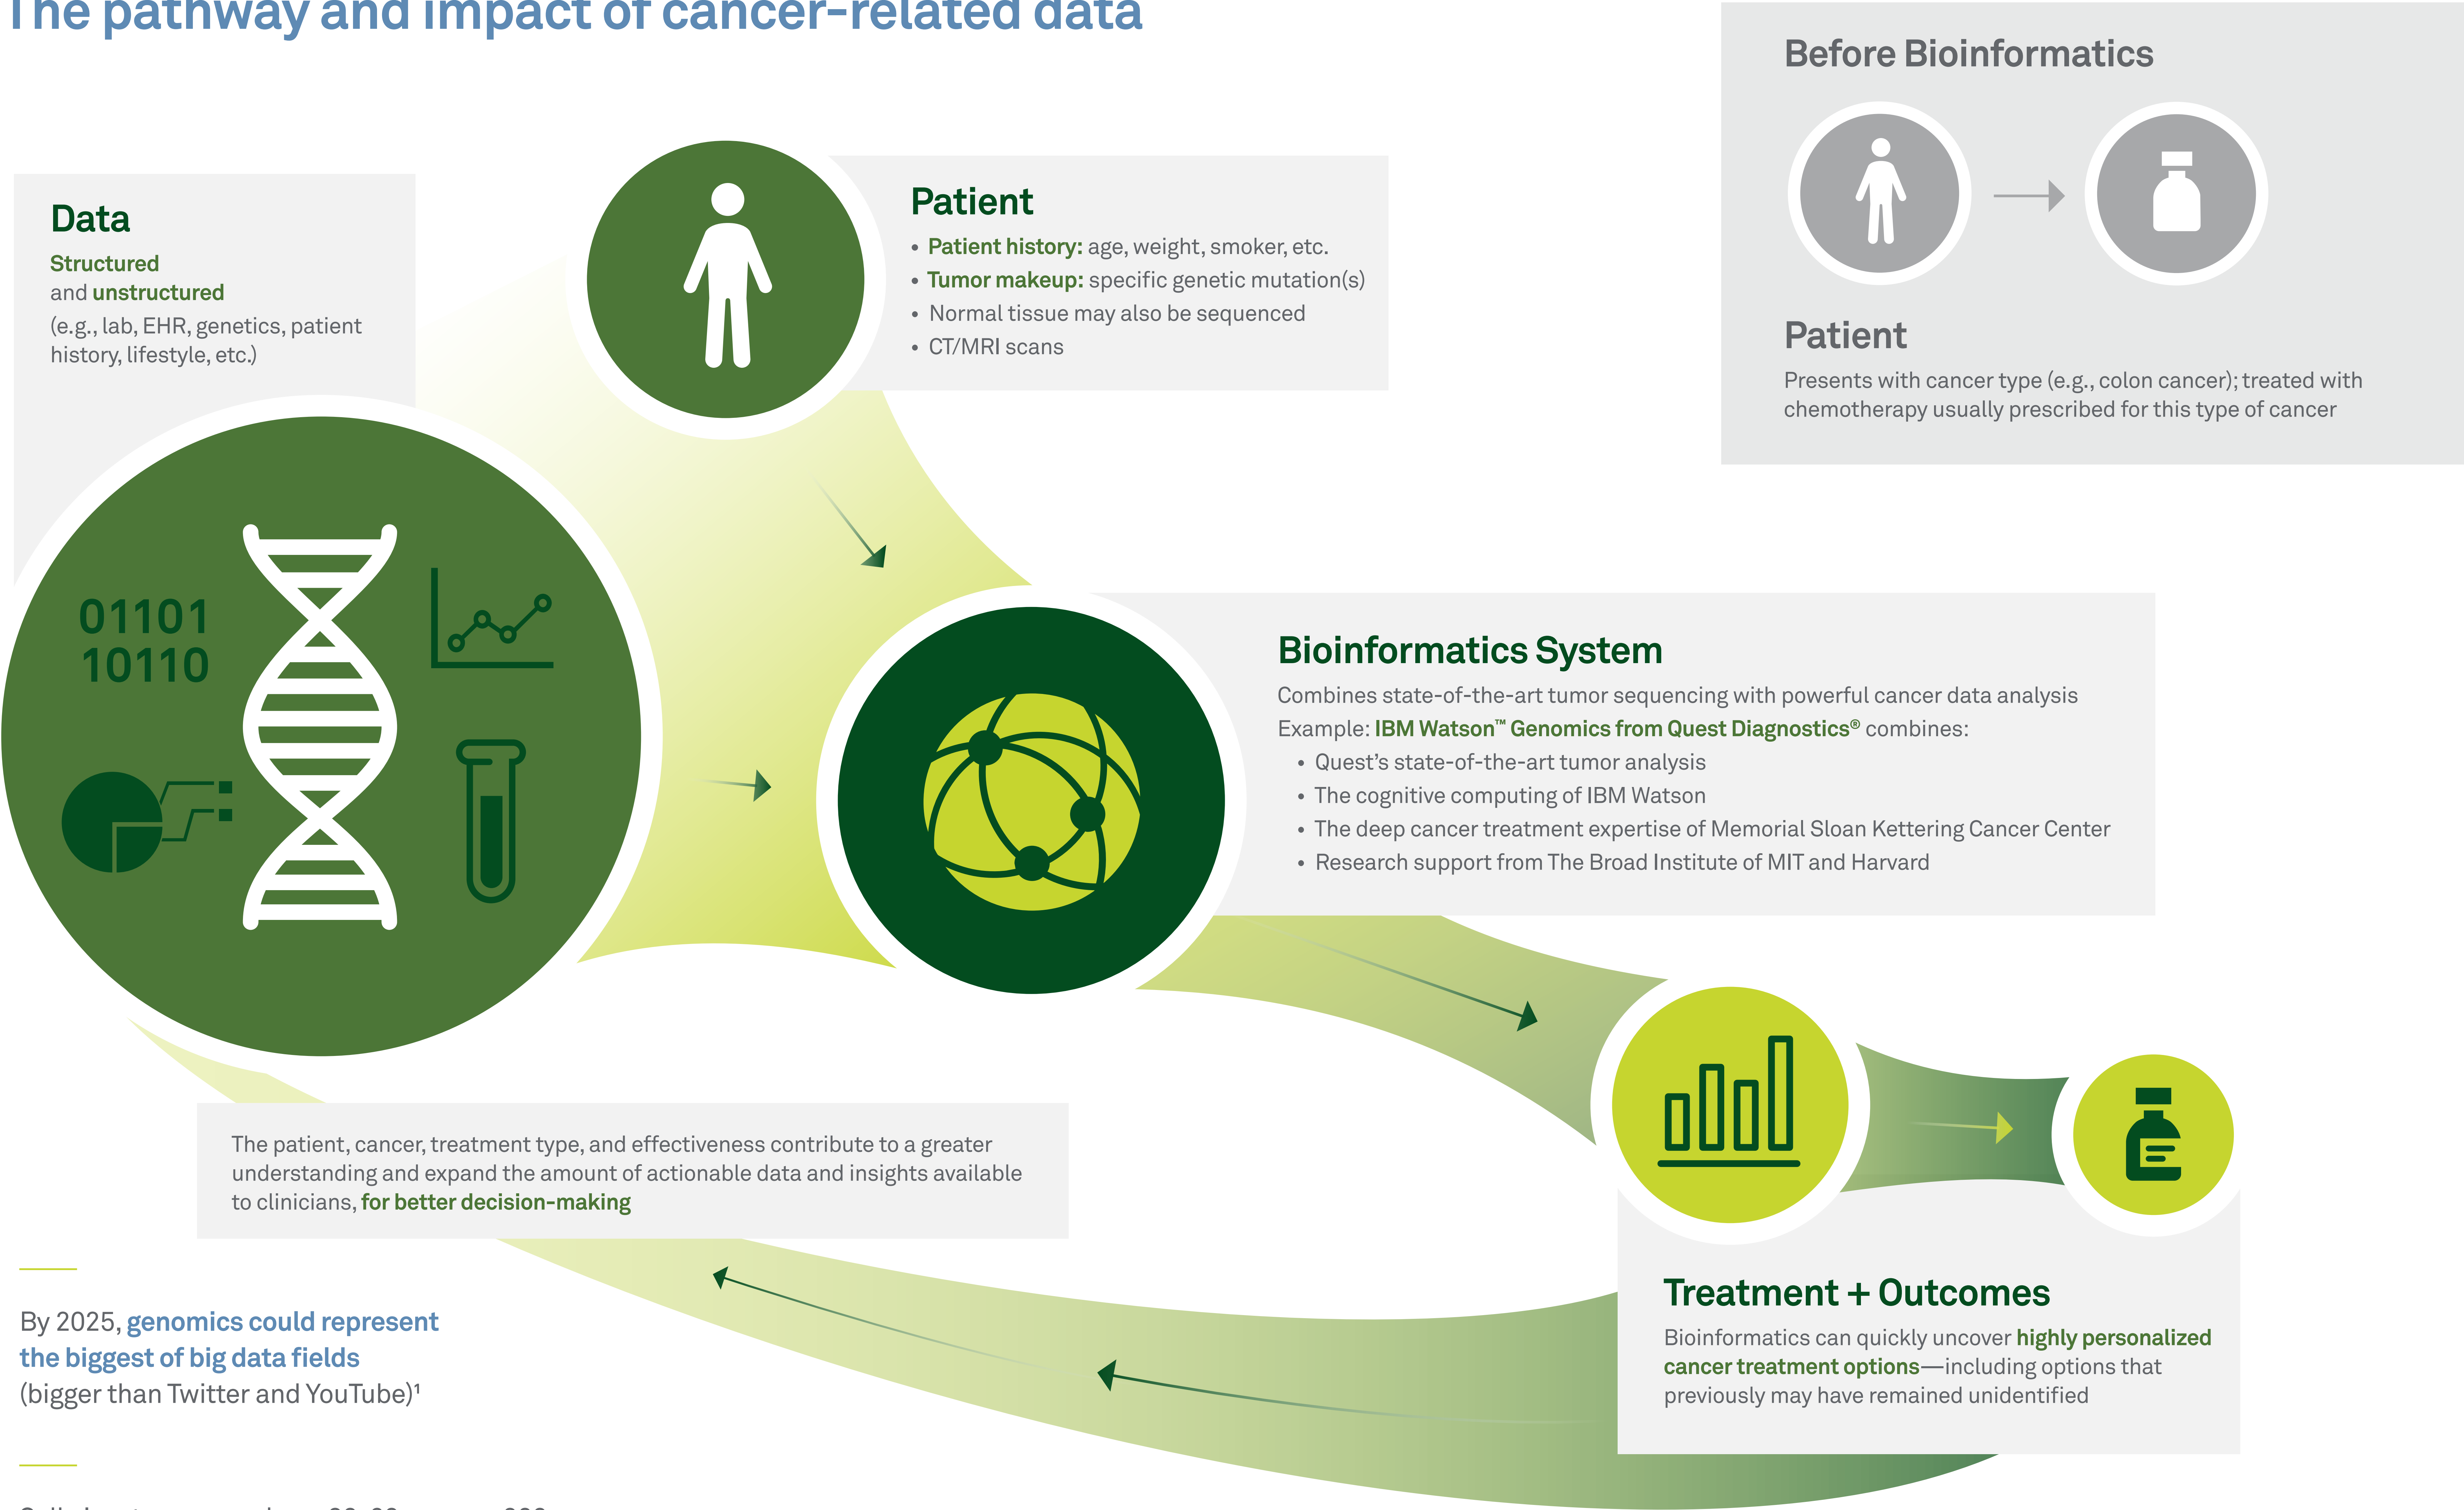 The pathway and impact of cancer-related data
Before Bioinformatics
Patient
Presents with cancer type (e.g., colon cancer); treated with
chemotherapy usually prescribed for this type of cancer
Data
Structured
and unstructured
(e.g., lab, EHR, genetics, patient
history, lifestyle, etc.)
01101
10110
Patient
• Patient history: age, weight, smoker, etc.
• Tumor makeup: specific genetic mutation(s)
• Normal tissue may also be sequenced
• CT/MRI scans
Bioinformatics System
Combines state-of-the-art tumor sequencing with powerful cancer data analysis
Example: IBM Watson™ Genomics from Quest Diagnostics® combines:
• Quest's state-of-the-art tumor analysis
• The cognitive computing of IBM Watson
• The deep cancer treatment expertise of Memorial Sloan Kettering Cancer Center
• Research support from The Broad Institute of MIT and Harvard
Treatment + Outcomes
Bioinformatics can quickly uncover highly personalized
cancer treatment options—including options that
previously may have remained unidentified
The patient, cancer, treatment type, and effectiveness contribute to a greater
understanding and expand the amount of actionable data and insights available
to clinicians, for better decision-making
By 2025, genomics could represent
the biggest of big data fields
(bigger than Twitter and YouTube)¹